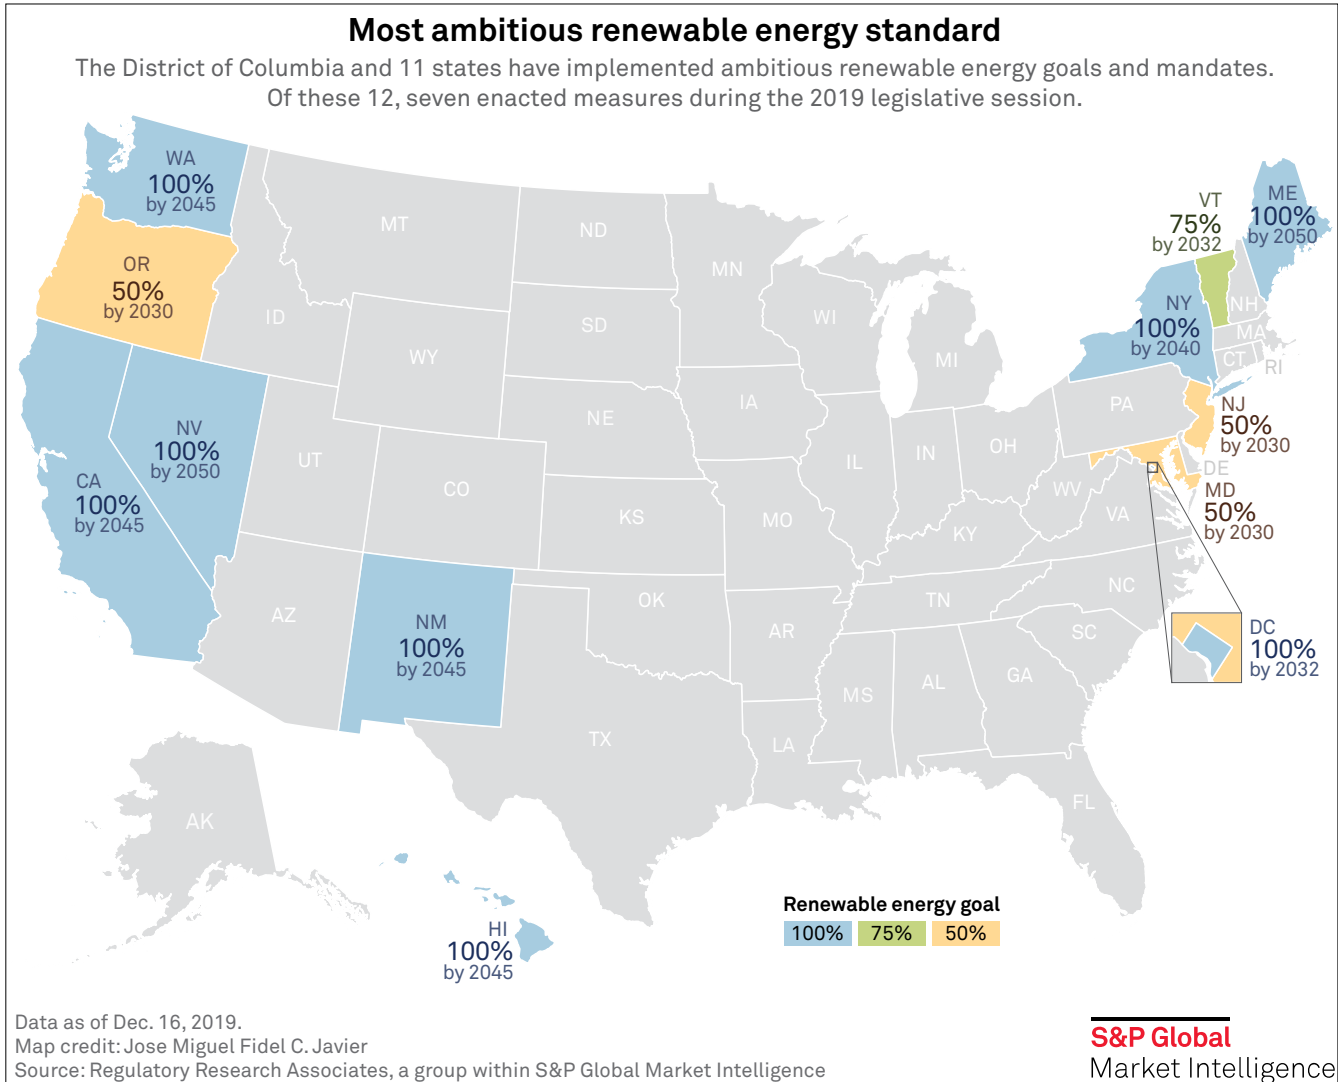 Most ambitious renewable energy standard
The District of Columbia and 11 states have implemented ambitious renewable energy goals and mandates.
Of these 12, seven enacted measures during the 2019 legislative session.
WA
100%
by 2045
OR
50%
by 2030
CA
100%
by 2045
NV
100%
by 2050
ID
MT
WY
UT
AZ
CO
NM
100%
by 2045
ND
SD
NE
KS
OK
TX
MN
IA
MO
AR
LA
WI
IL
MI
IN
OH
KY
TN
MS
AL
GA
FL
SC
NC
VA
WV
PA
NY
100%
by 2040
VT
75%
by 2032
ME
100%
by 2050
NH
MA
CT
RI
NJ
50%
by 2030
DE
MD
50%
by 2030
DC
100%
by 2032
AK
HI
100%
by 2045
Renewable energy goal
100%
75%
50%
Data as of Dec. 16, 2019.
Map credit: Jose Miguel Fidel C. Javier
Source: Regulatory Research Associates, a group within S&P Global Market Intelligence
S&P Global
Market Intelligence